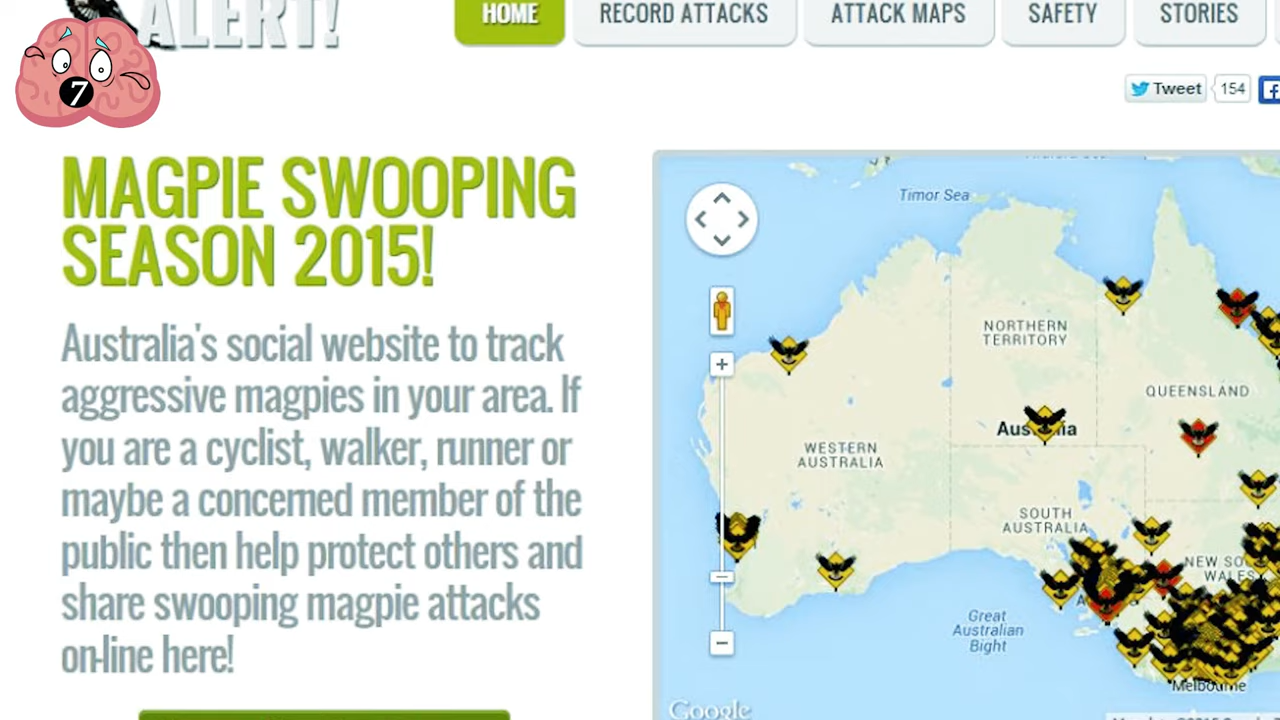 ALERT!
HOME
RECORD ATTACKS
ATTACK MAPS
SAFETY
STORIES
7
Tweet
154
MAGPIE SWOOPING
SEASON 2015!
Australia's social website to track
aggressive magpies in your area. If
you are a cyclist, walker, runner or
maybe a concerned member of the
public then help protect others and
share swooping magpie attacks
on-line here!
Timor Sea
NORTHERN
TERRITORY
QUEENSLAND
WESTERN
AUSTRALIA
SOUTH
AUSTRALIA
WALES
Great
Australian
Bight
Melbourne
Google